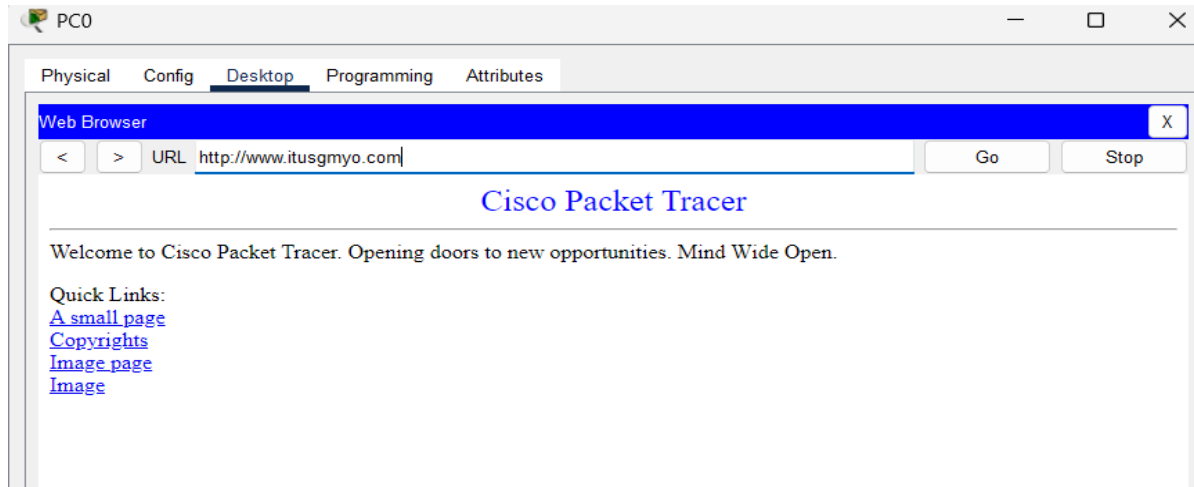 PC0
Physical Config Desktop Programming Attributes
Web Browser X
< > URL http://www.itusgmyo.com Go Stop
Cisco Packet Tracer
Welcome to Cisco Packet Tracer. Opening doors to new opportunities. Mind Wide Open.
Quick Links:
A small page
Copyrights
Image page
Image